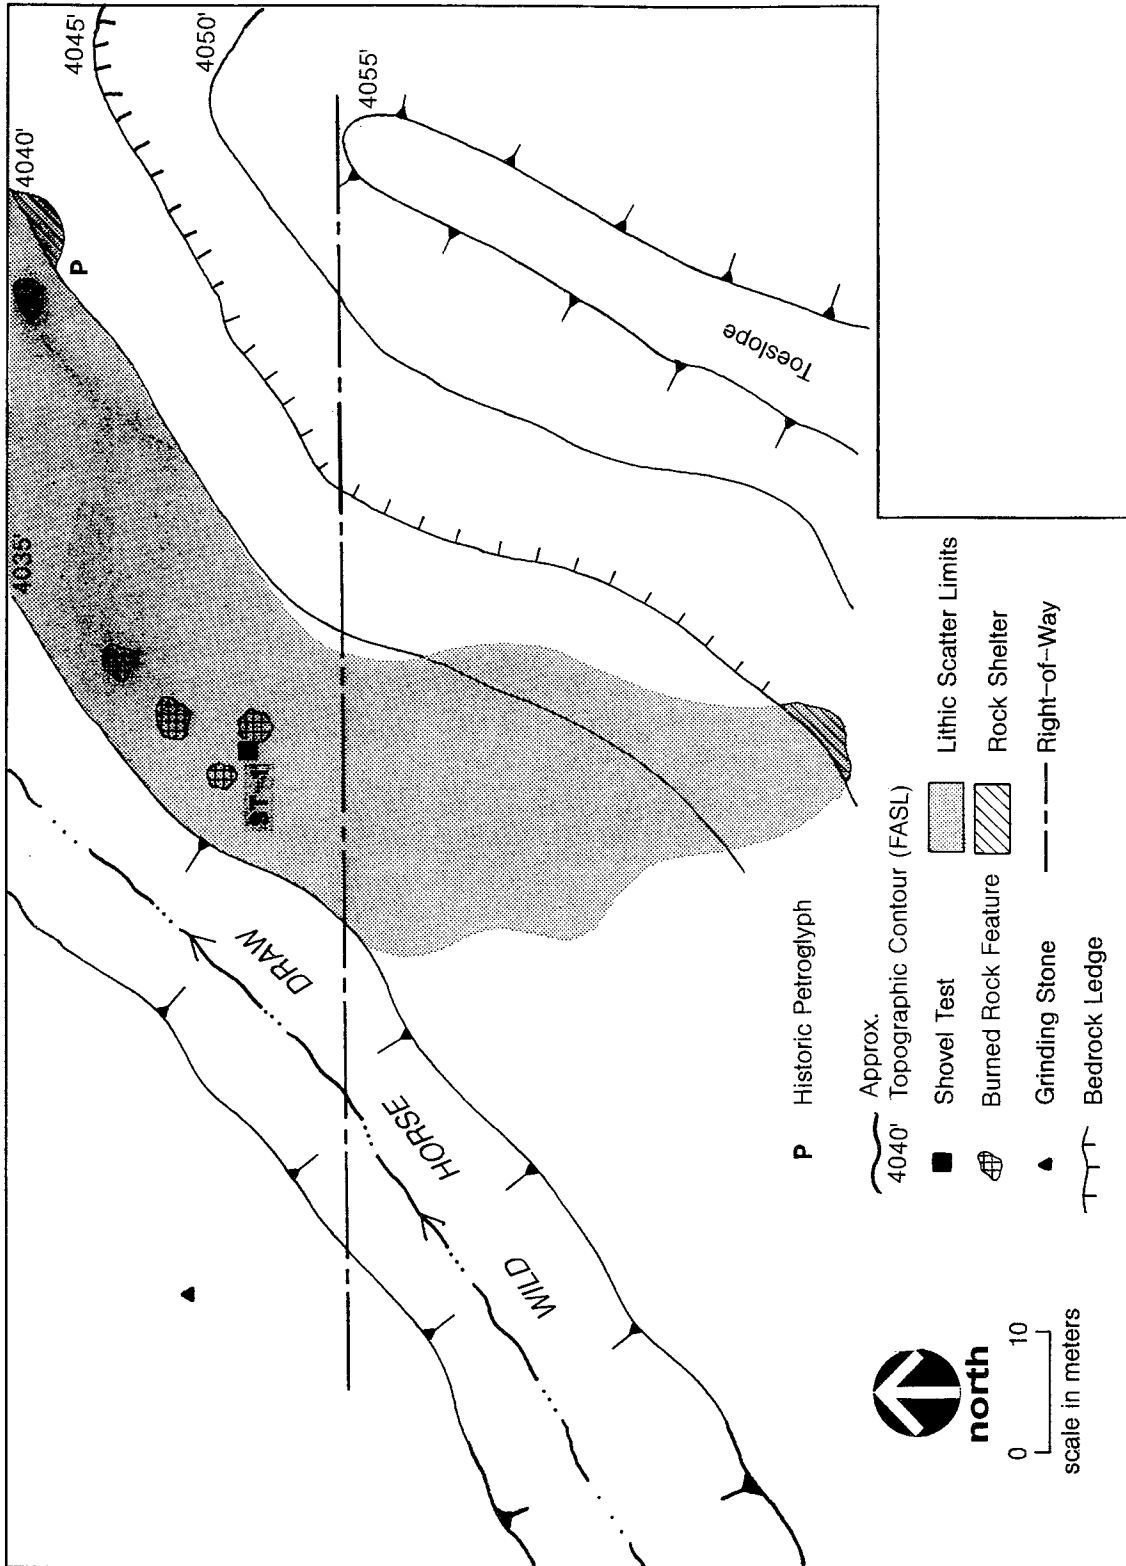 4035'
4040'
4045'
4050'
4055'
P
ST-1
DRAW
HORSE
WILD
Toeslope
P Historic Petroglyph
Approx.
4040' Topographic Contour (FASL)
Shovel Test
Burned Rock Feature
Grinding Stone
Bedrock Ledge
Lithic Scatter Limits
Rock Shelter
Right-of-Way
north
0 10
scale in meters